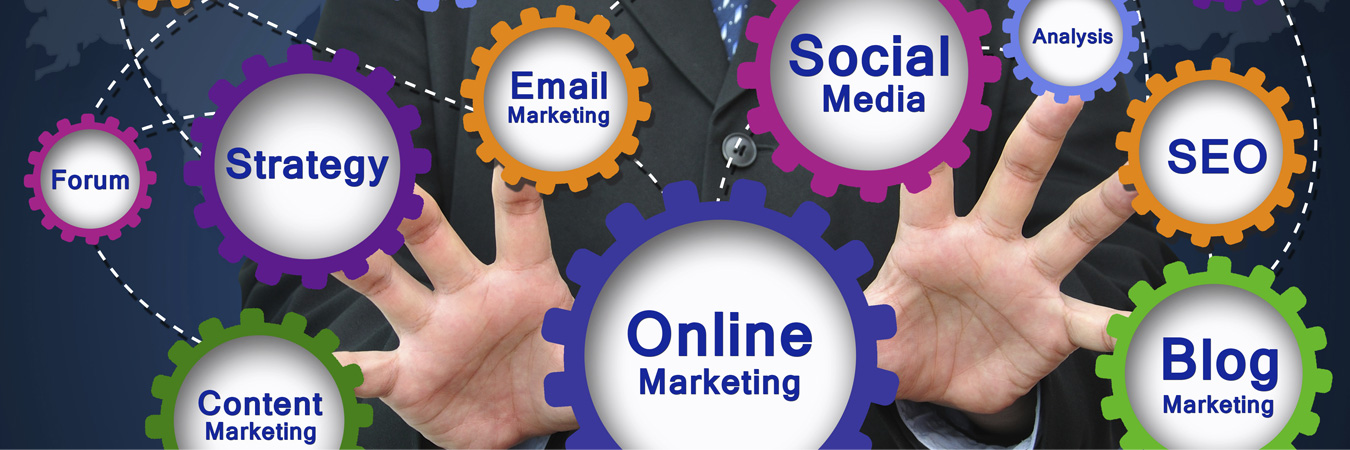 Forum
Strategy
Email
Marketing
Social
Media
Analysis
SEO
Content
Marketing
Online
Marketing
Blog
Marketing